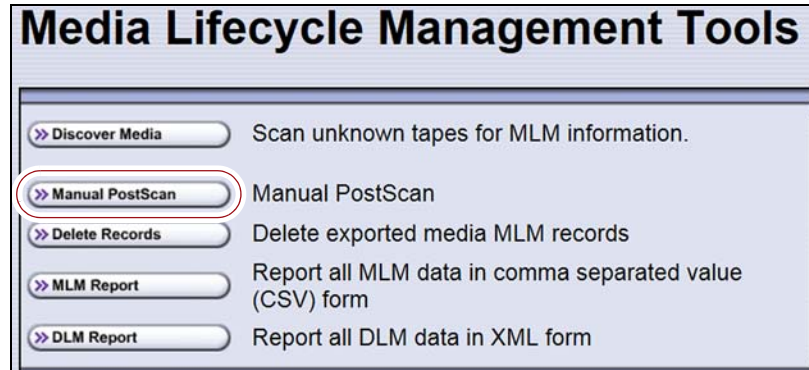 Media Lifecycle Management Tools
» Discover Media Scan unknown tapes for MLM information.
» Manual PostScan Manual PostScan
» Delete Records Delete exported media MLM records
» MLM Report Report all MLM data in comma separated value
(CSV) form
» DLM Report Report all DLM data in XML form